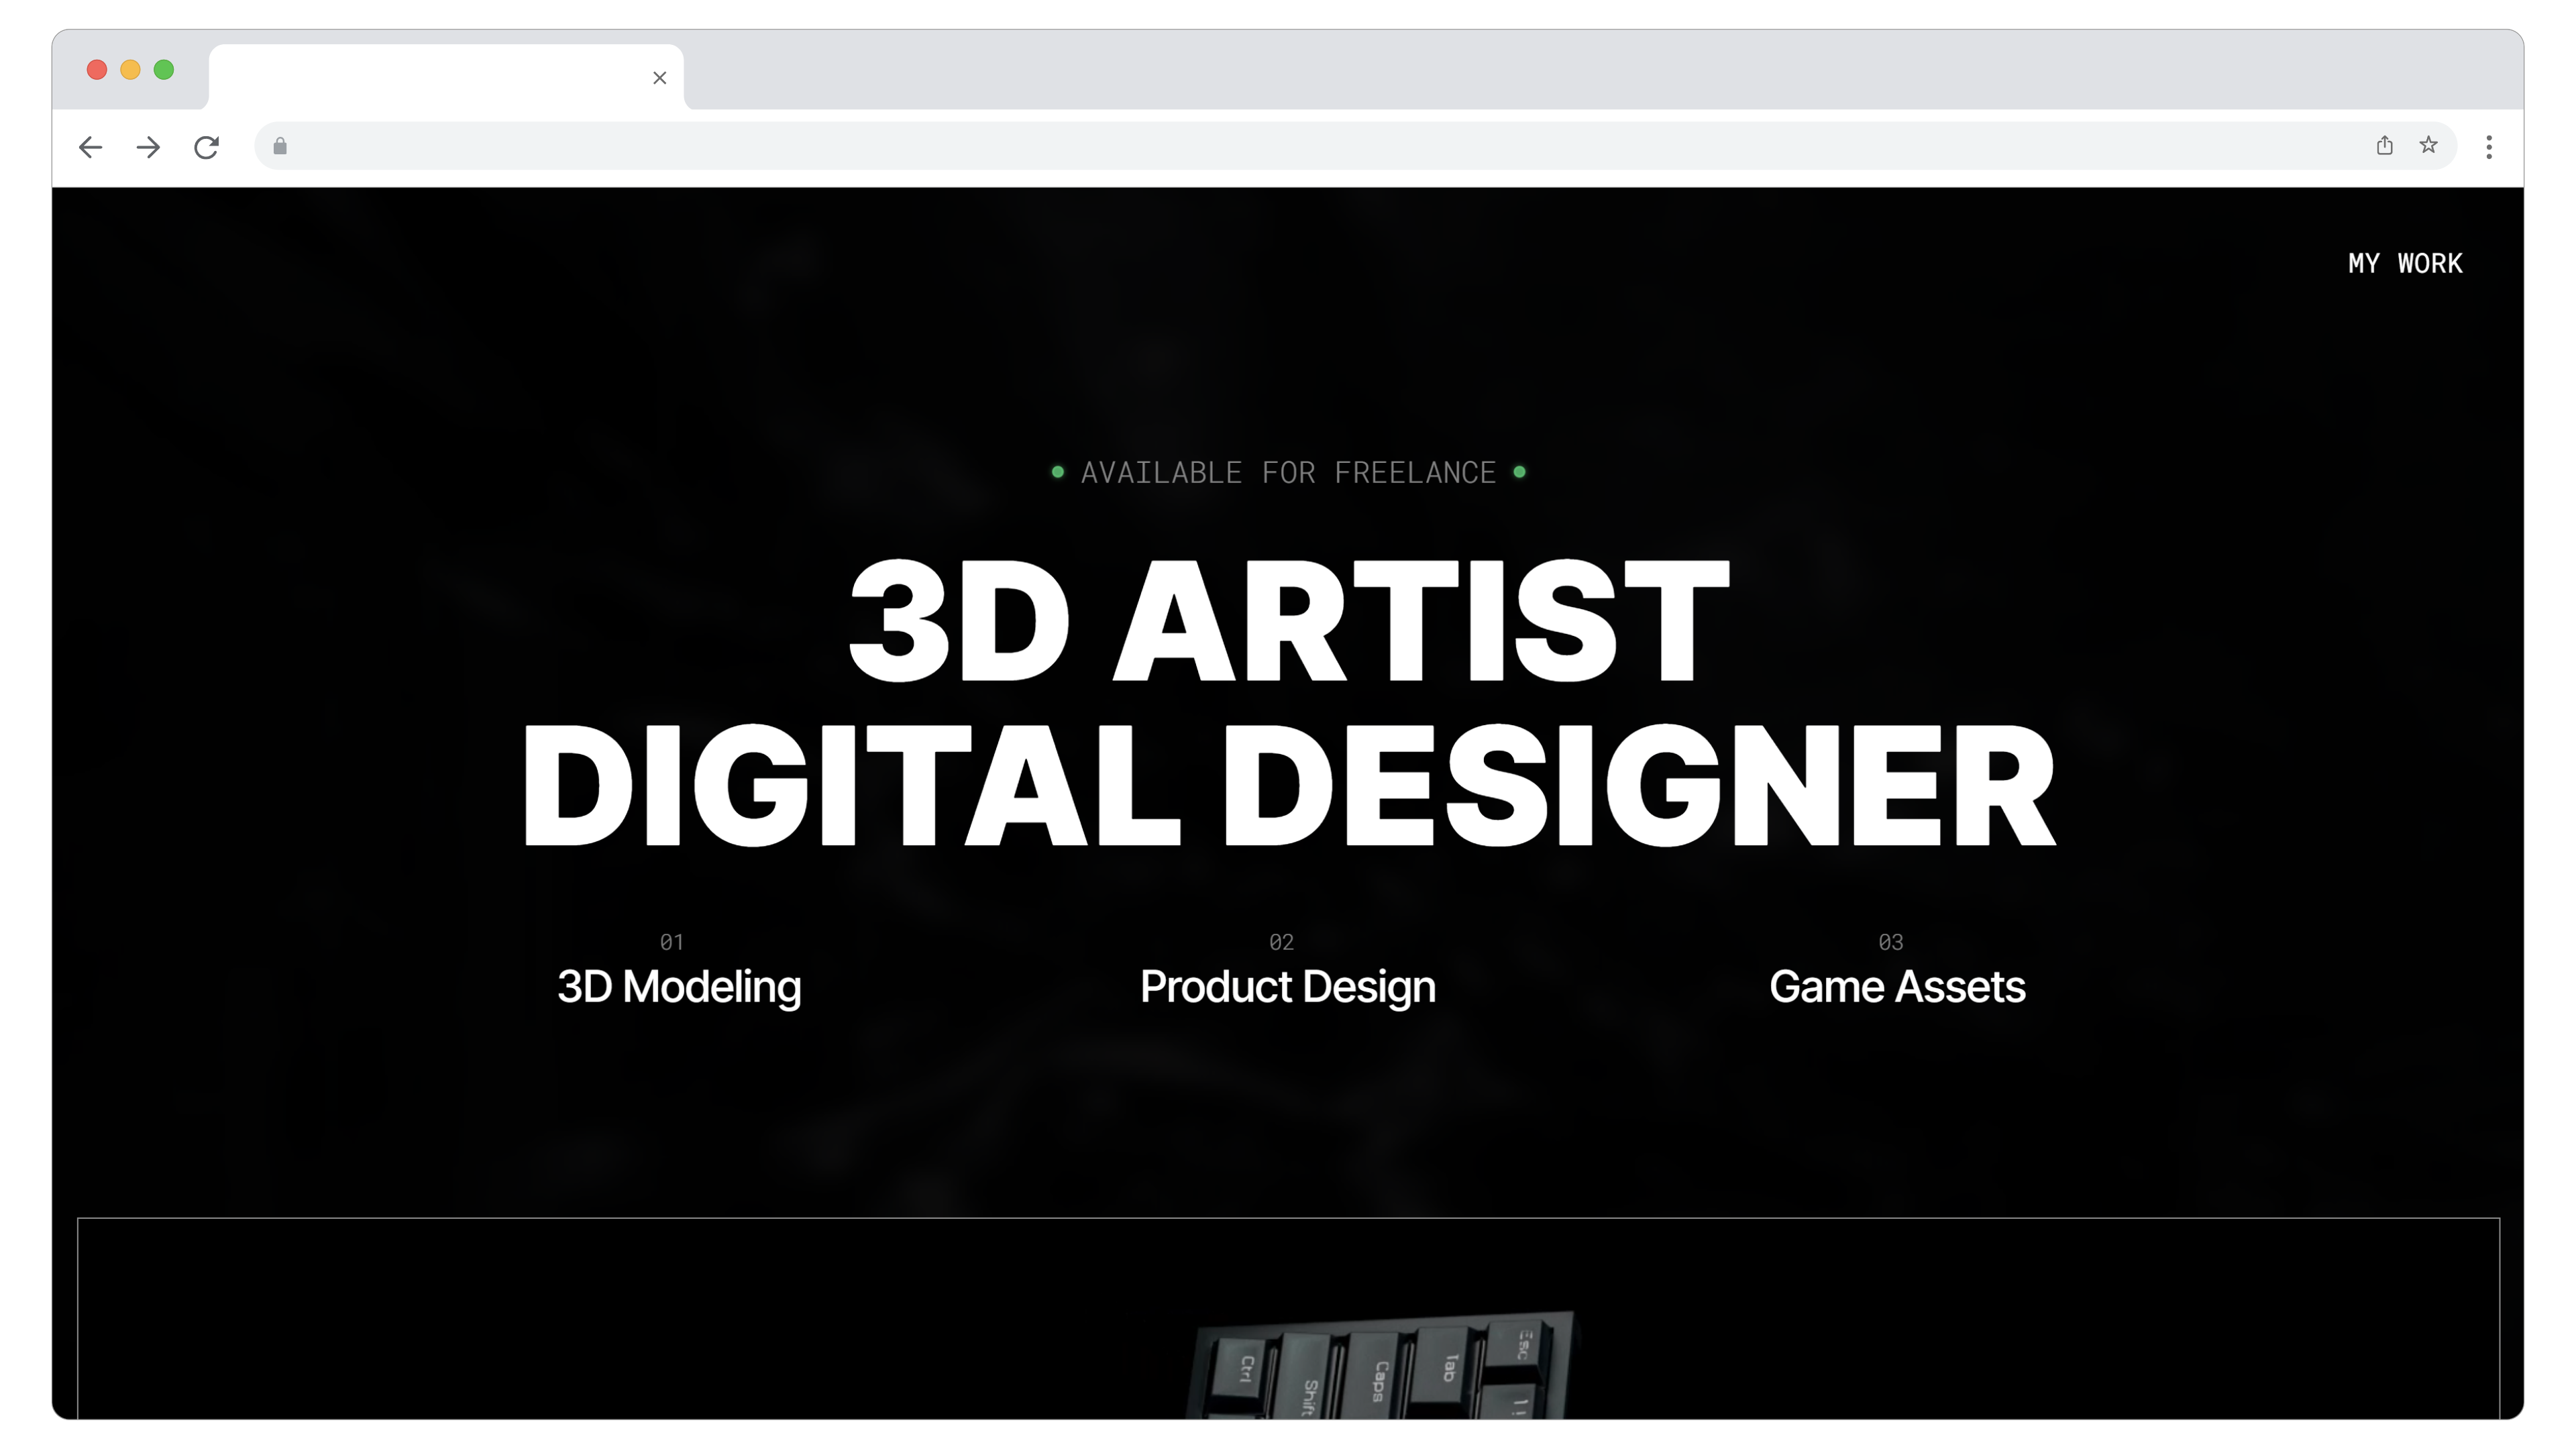 MY WORK
AVAILABLE FOR FREELANCE
3D ARTIST
DIGITAL DESIGNER
01
3D Modeling
02
Product Design
03
Game Assets
Ctrl
Shift
Caps
Tab
Esc
1 !